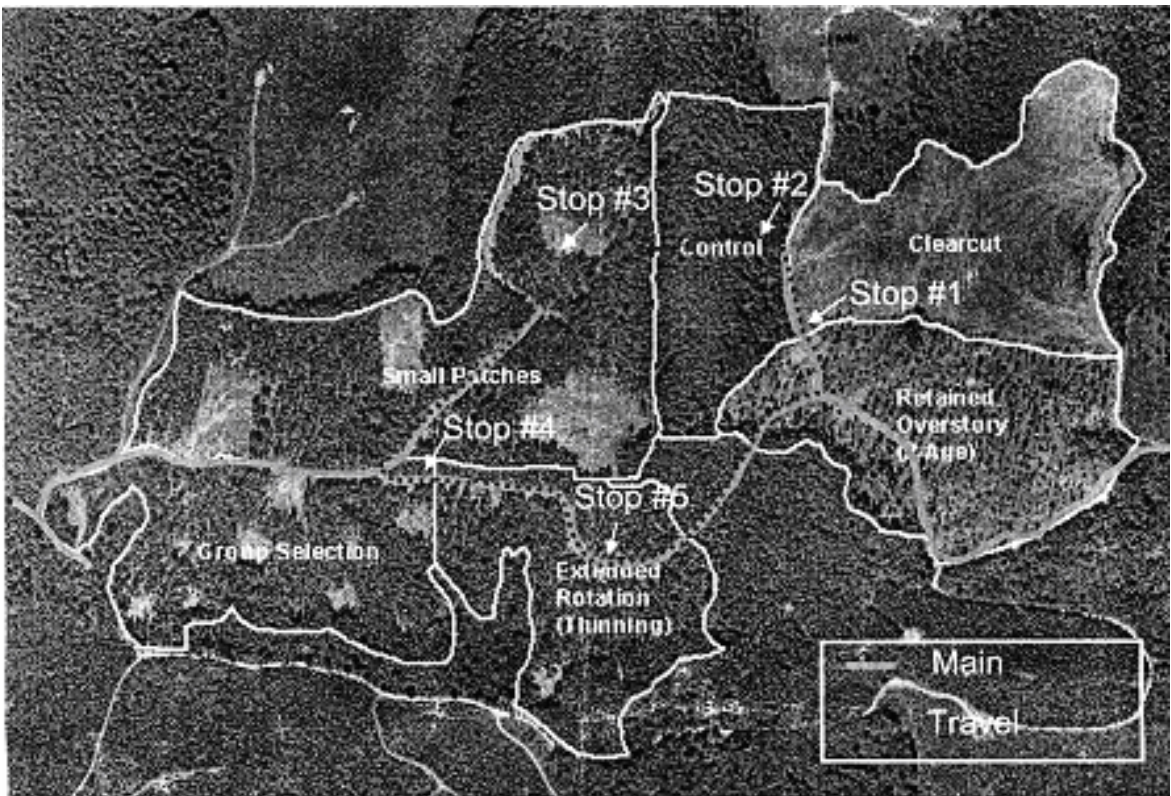 Stop #3
Stop #2
Control
Clearcut
Stop #1
Small Patches
Retained
Overstory
Stop #4
Stop #5
Group Selection
Extended
Rotation
(Thinning)
Main
Travel